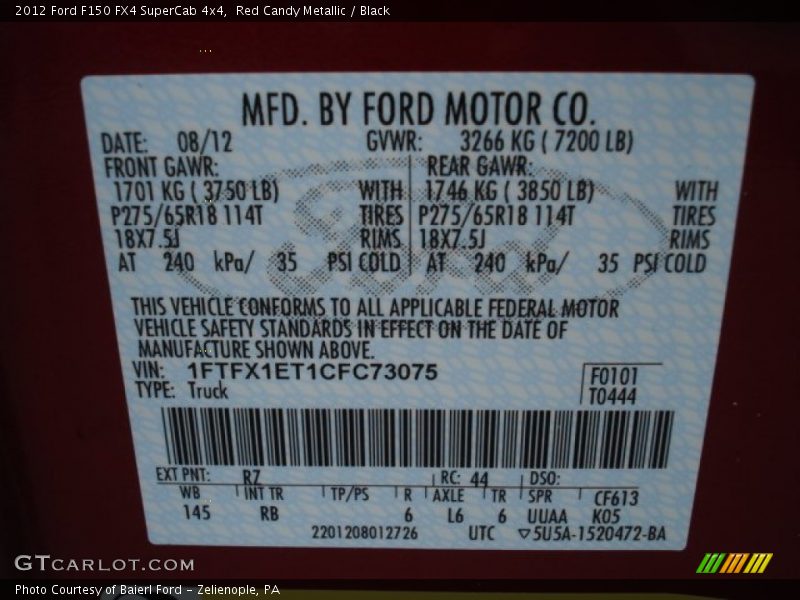 2012 Ford F150 FX4 SuperCab 4x4,  Red Candy Metallic / Black
MFD. BY FORD MOTOR CO.
DATE: 08/12 GVWR: 3266 KG ( 7200 LB)
FRONT GAWR: REAR GAWR:
1701 KG ( 3750 LB) WITH 1746 KG ( 3850 LB) WITH
P275/65R18 114T TIRES P275/65R18 114T TIRES
18X7.5J RIMS 18X7.5J RIMS
AT 240 kPa/ 35 PSI COLD AT 240 kPa/ 35 PSI COLD
THIS VEHICLE CONFORMS TO ALL APPLICABLE FEDERAL MOTOR
VEHICLE SAFETY STANDARDS IN EFFECT ON THE DATE OF
MANUFACTURE SHOWN ABOVE.
VIN: 1FTFX1ET1CFC73075 F0101
TYPE: Truck T0444
EXT PNT: RZ RC: 44 DSO:
WB INT TR TP/PS R AXLE TR SPR CF613
145 RB 6 L6 6 UUAA K05
2201208012726 UTC ▽5U5A-1520472-BA
GTCARLOT.COM
Photo Courtesy of Baierl Ford - Zelienople, PA